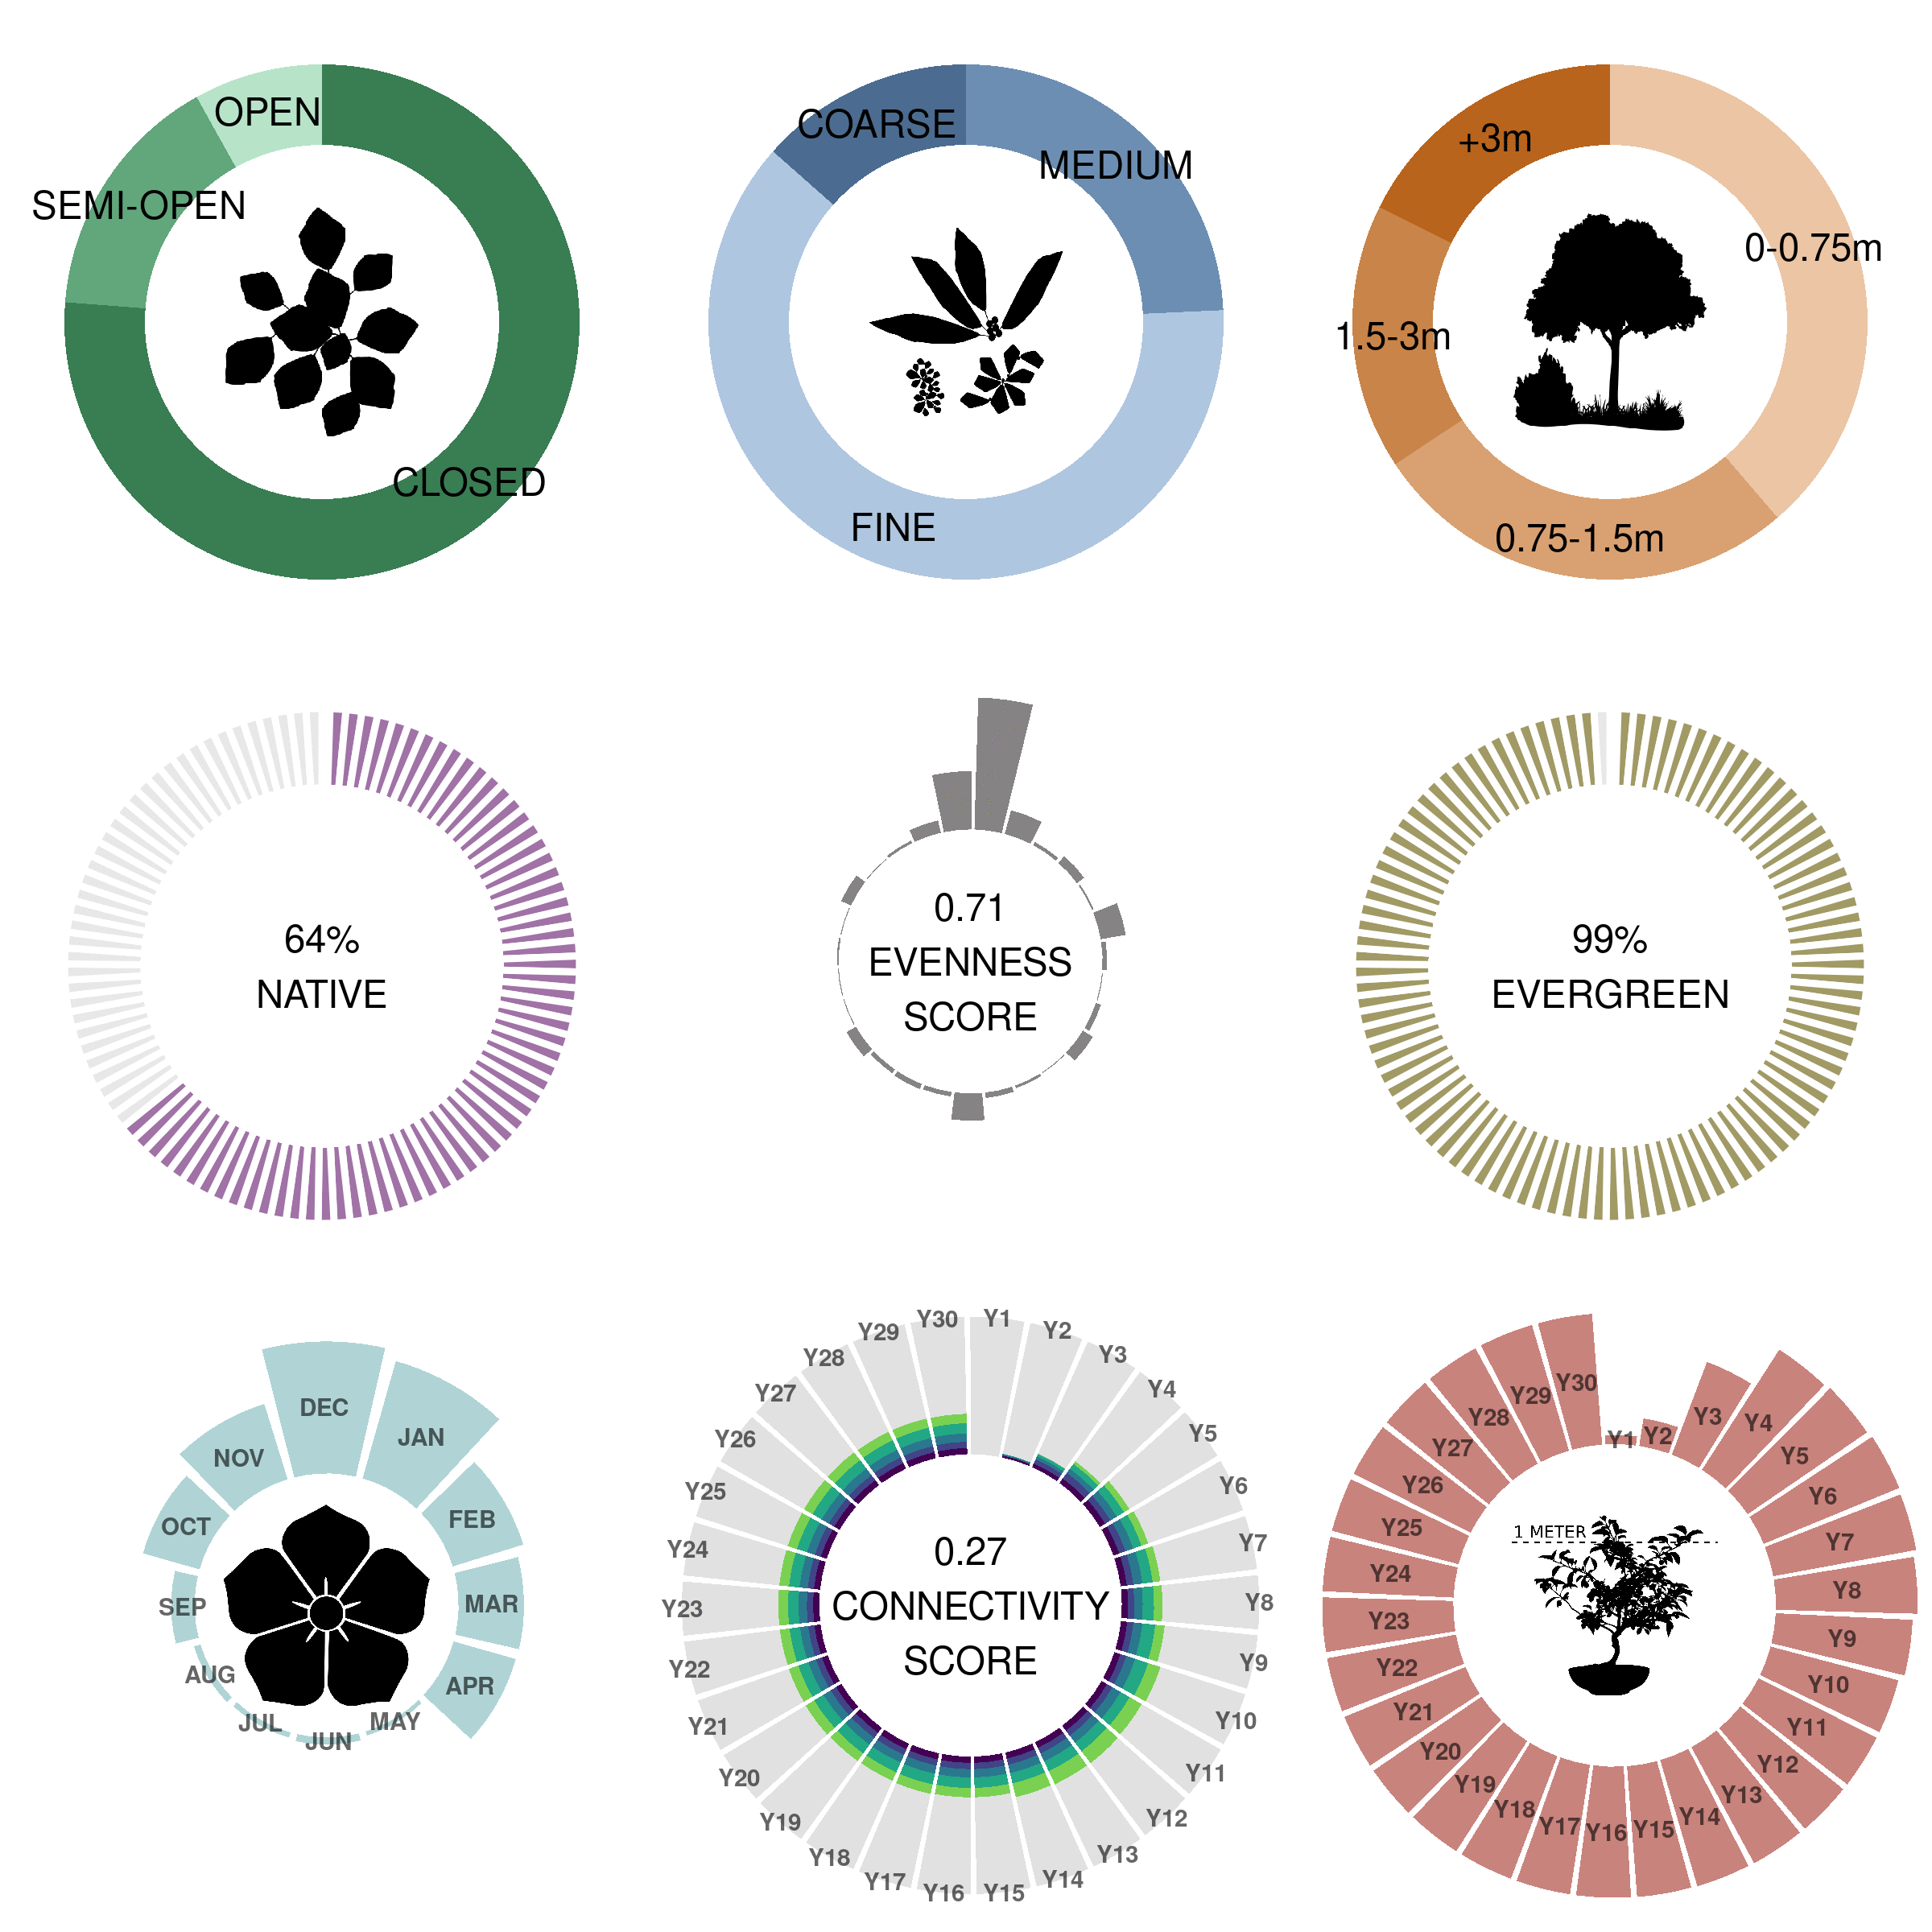 OPEN
SEMI-OPEN
CLOSED
COARSE
MEDIUM
FINE
+3m
0-0.75m
1.5-3m
0.75-1.5m
64%
NATIVE
0.71
EVENNESS
SCORE
99%
EVERGREEN
DEC
JAN
NOV
FEB
OCT
MAR
SEP
APR
AUG
MAY
JUL
JUN
Y1
Y2
Y3
Y4
Y5
Y6
Y7
Y8
Y9
Y10
Y11
Y12
Y13
Y14
Y15
Y16
Y17
Y18
Y19
Y20
Y21
Y22
Y23
Y24
Y25
Y26
Y27
Y28
Y29
Y30
0.27
CONNECTIVITY
SCORE
Y1
Y2
Y3
Y4
Y5
Y6
Y7
Y8
Y9
Y10
Y11
Y12
Y13
Y14
Y15
Y16
Y17
Y18
Y19
Y20
Y21
Y22
Y23
Y24
Y25
Y26
Y27
Y28
Y29
Y30
1 METER